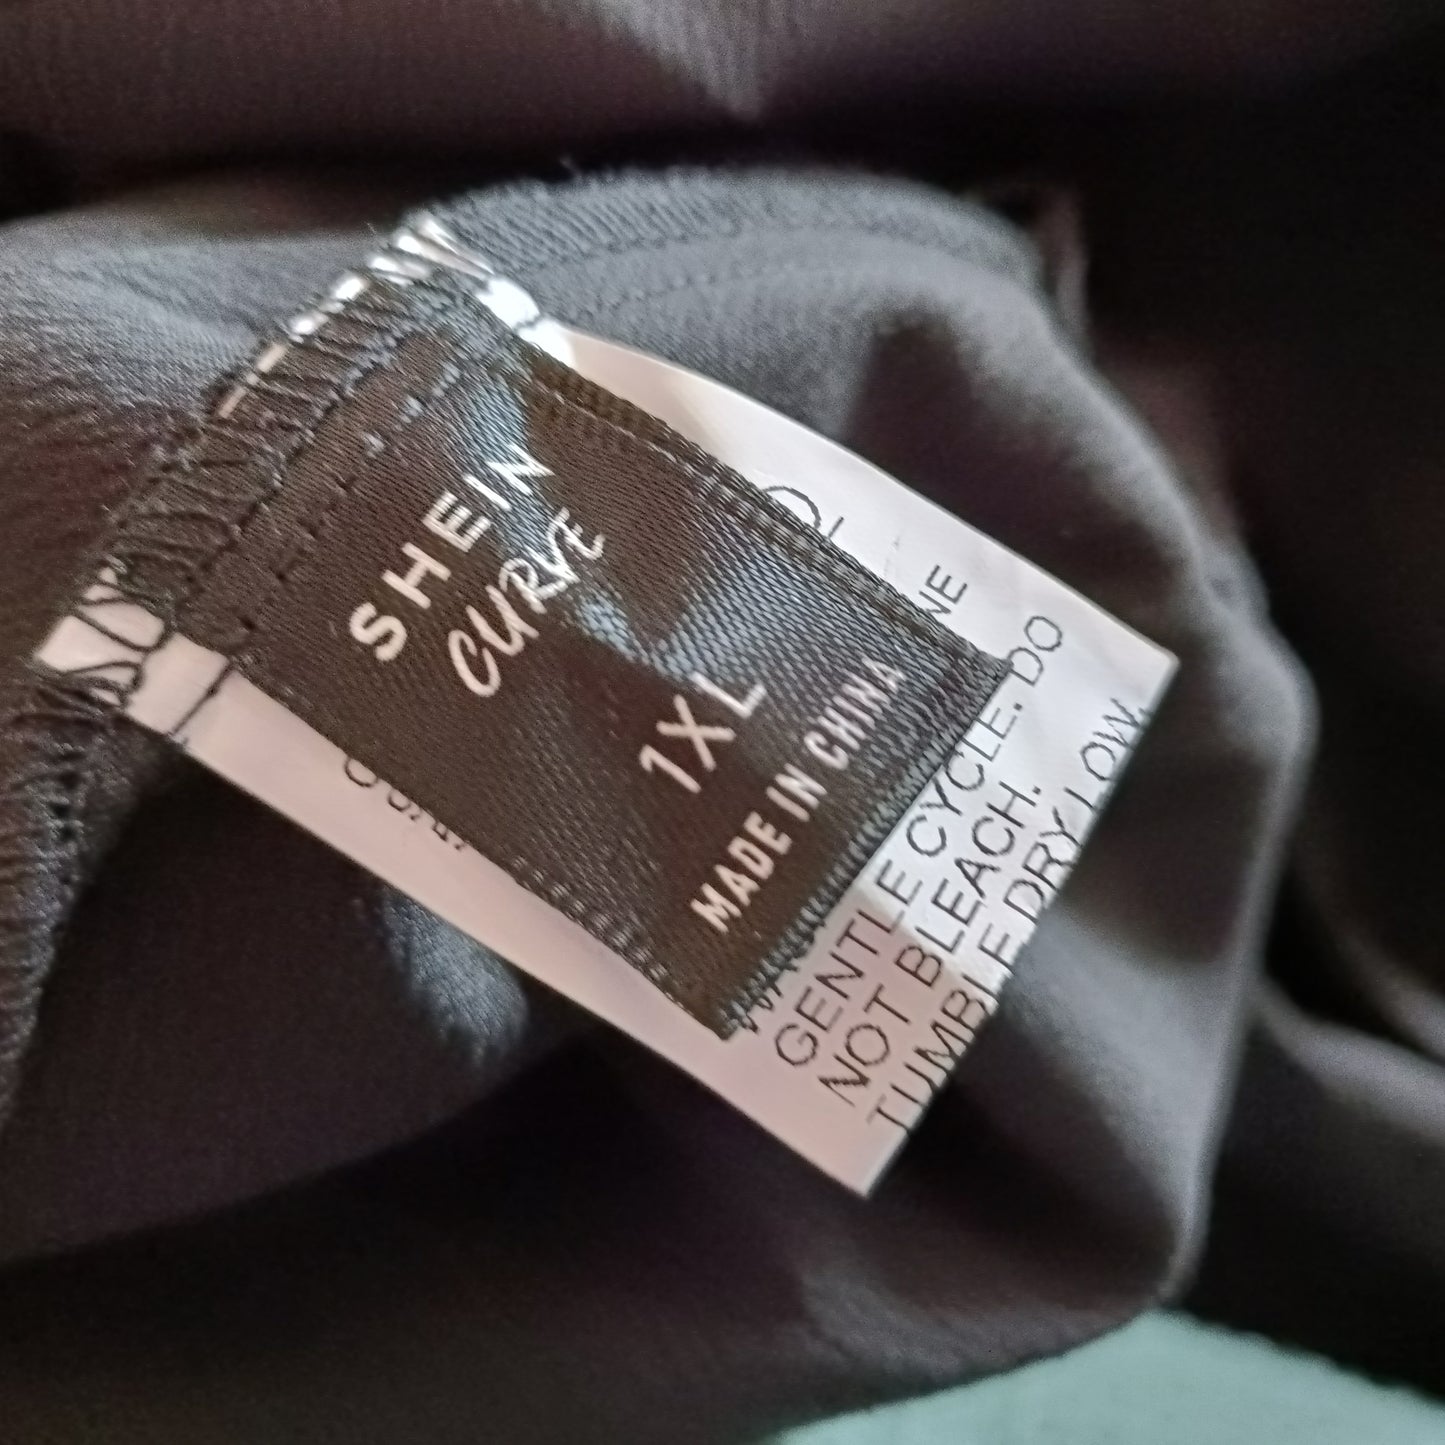 SHEIN
CURVE
1XL
MADE IN CHINA
GENTLE CYCLE. DO
NOT BLEACH.
TUMBLE DRY LOW.